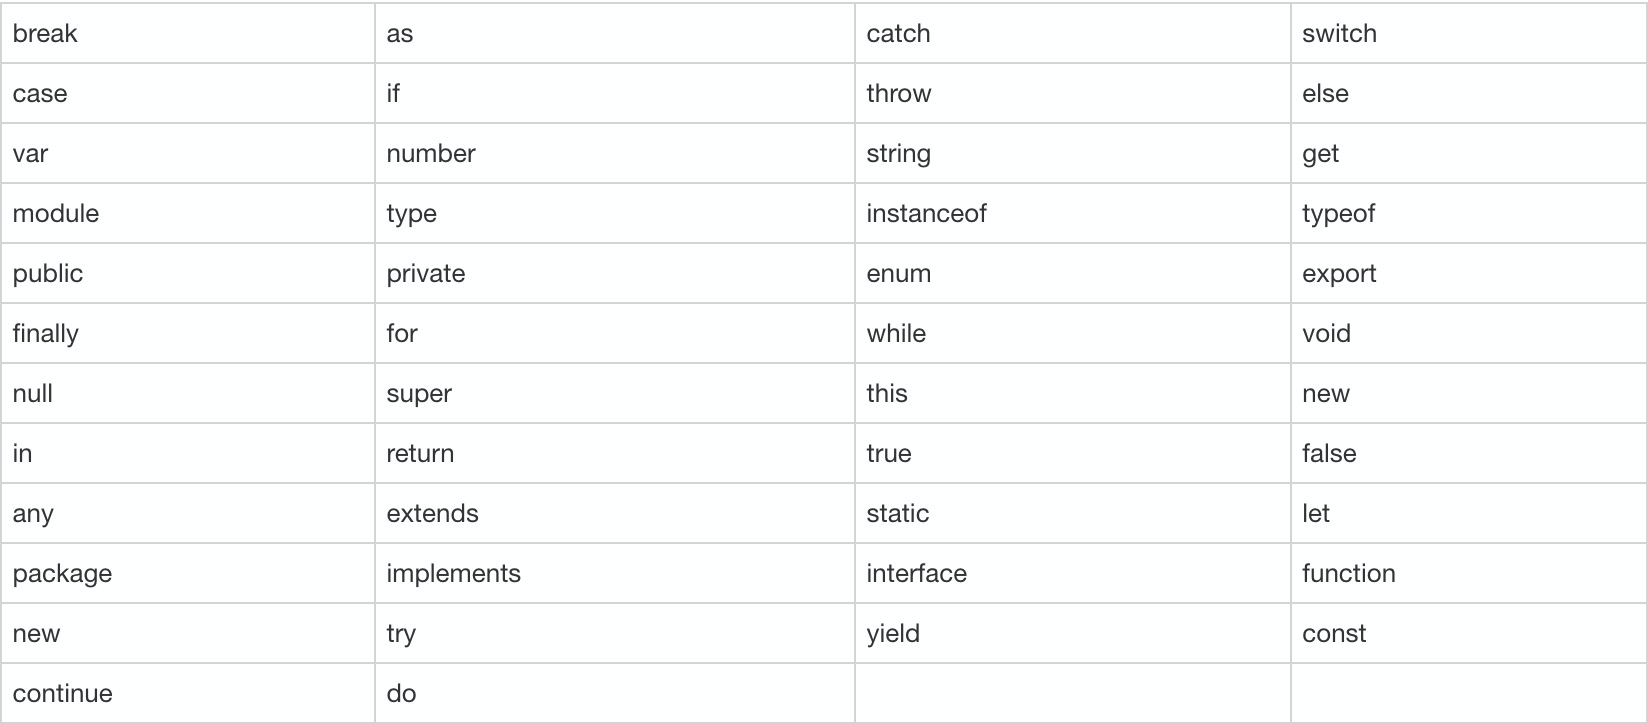 break as catch switch
case if throw else
var number string get
module type instanceof typeof
public private enum export
finally for while void
null super this new
in return true false
any extends static let
package implements interface function
new try yield const
continue do